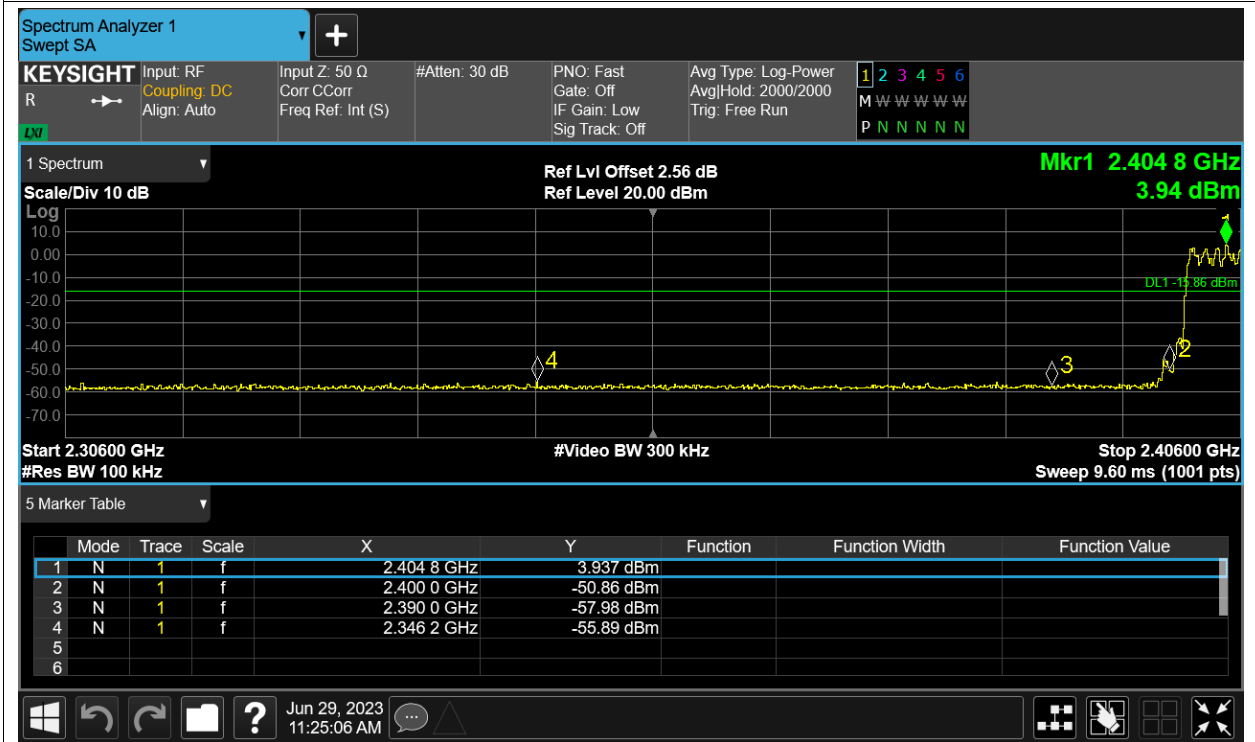 Spectrum Analyzer 1
Swept SA
+
KEYSIGHT Input: RF Input Z: 50 Ω #Atten: 30 dB PNO: Fast Avg Type: Log-Power 1 2 3 4 5 6
R Coupling: DC Corr CCorr Gate: Off Avg|Hold: 2000/2000 M W W W W W
Align: Auto Freq Ref: Int (S) IF Gain: Low Trig: Free Run
LXI Sig Track: Off P N N N N N
1 Spectrum Ref Lvl Offset 2.56 dB Mkr1 2.404 8 GHz
Scale/Div 10 dB Ref Level 20.00 dBm 3.94 dBm
Log
1
10.0
0.00
-10.0
DL1 -15.86 dBm
-20.0
-30.0
-40.0
4 3 2
-50.0
-60.0
-70.0
Start 2.30600 GHz #Video BW 300 kHz Stop 2.40600 GHz
#Res BW 100 kHz Sweep 9.60 ms (1001 pts)
5 Marker Table
Mode Trace Scale X Y Function Function Width Function Value
1 N 1 f 2.404 8 GHz 3.937 dBm
2 N 1 f 2.400 0 GHz -50.86 dBm
3 N 1 f 2.390 0 GHz -57.98 dBm
4 N 1 f 2.346 2 GHz -55.89 dBm
5
6
? Jun 29, 2023
11:25:06 AM